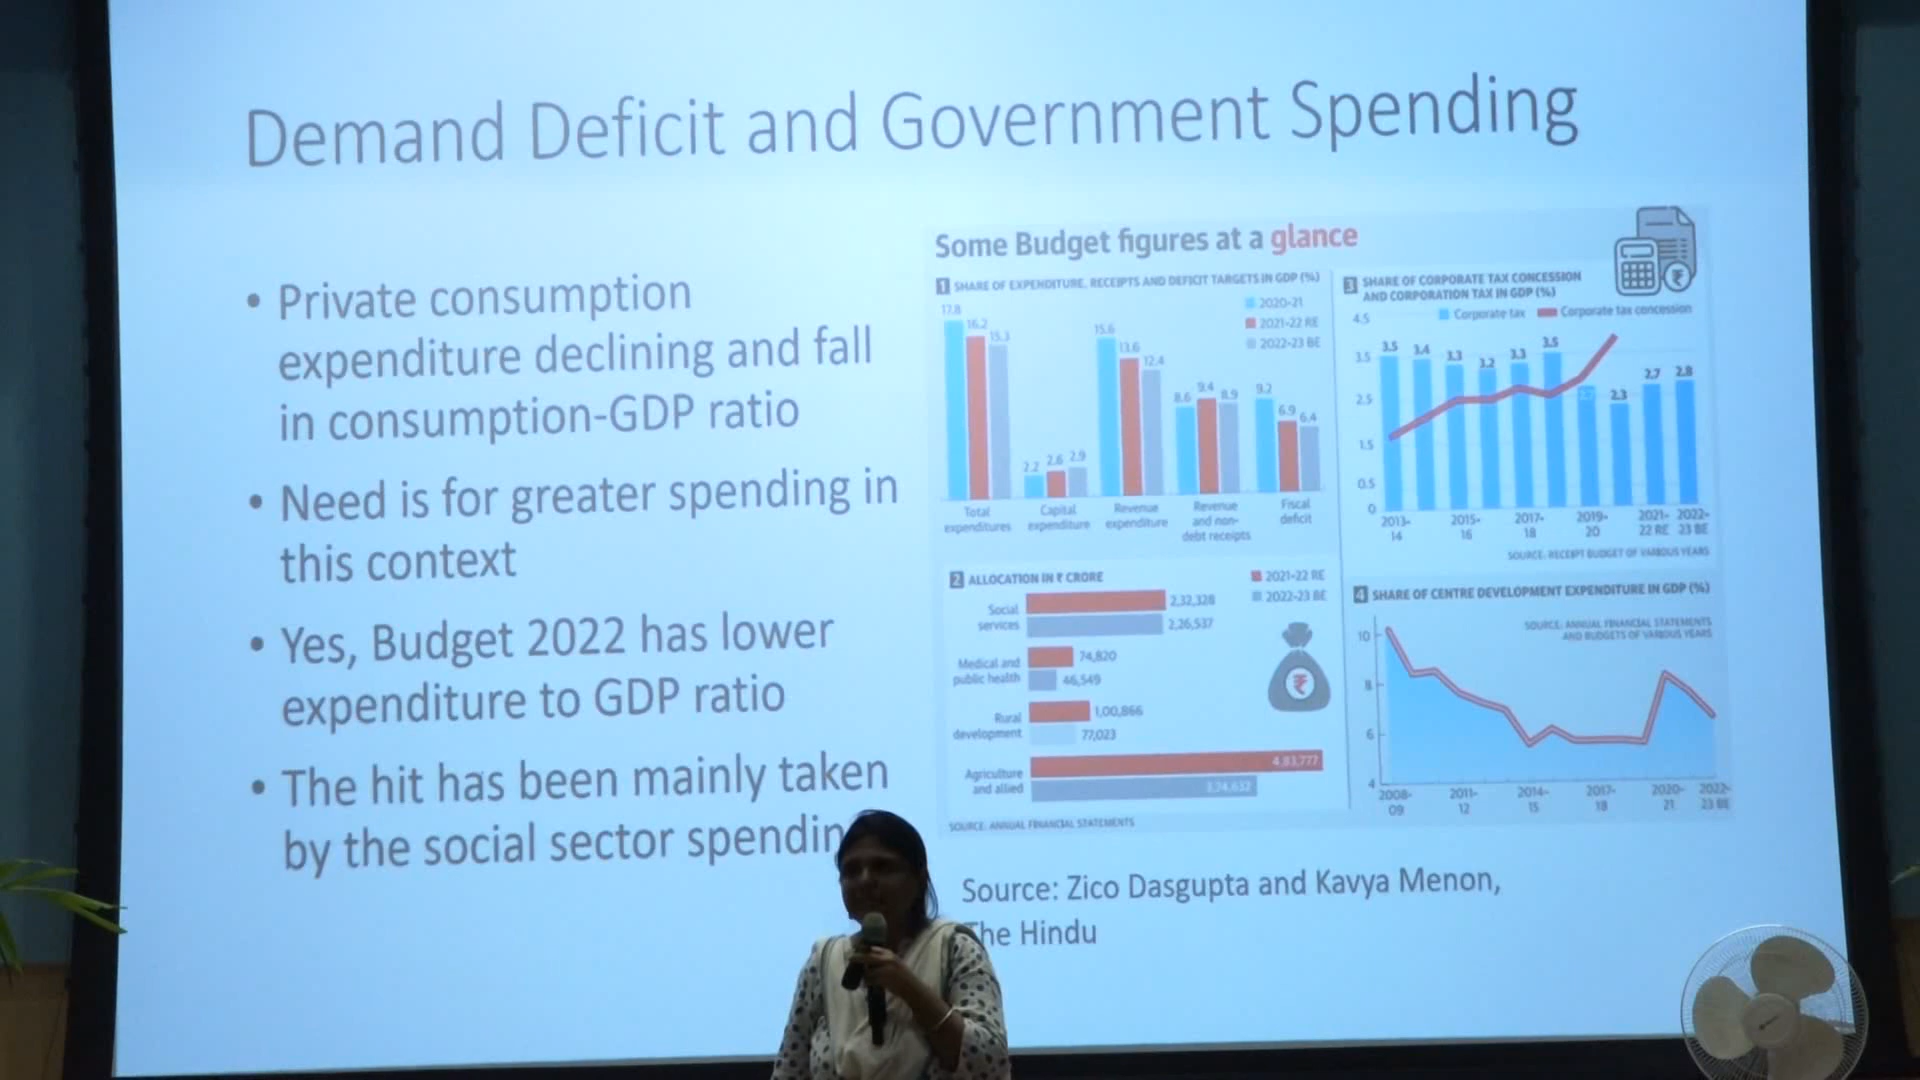 Demand Deficit and Government Spending
• Private consumption
expenditure declining and fall
in consumption-GDP ratio
• Need is for greater spending in
this context
• Yes, Budget 2022 has lower
expenditure to GDP ratio
• The hit has been mainly taken
by the social sector spendin
Some Budget figures at a glance
1 SHARE OF EXPENDITURE, RECEIPTS AND DEFICIT TARGETS IN GDP (%)
2020-21
2021-22 RE
2022-23 BE
17.8 16.2 15.3
2.2 2.6 2.9
15.6 13.6 12.4
8.6 9.4 8.9
9.2 6.9 6.4
Total
expenditures
Capital
expenditure
Revenue
expenditure
Revenue
and non-
debt receipts
Fiscal
deficit
2 ALLOCATION IN ₹ CRORE
2021-22 RE
2022-23 BE
Social
services
2,32,328
2,26,537
Medical and
public health
74,820
46,549
₹
Rural
development
1,00,866
77,023
Agriculture
and allied
4,83,777
SOURCE: ANNUAL FINANCIAL STATEMENTS
3 SHARE OF CORPORATE TAX CONCESSION
AND CORPORATION TAX IN GDP (%)
₹
Corporate tax Corporate tax concession
4.5
3.5
2.5
1.5
0.5
0
3.5 3.4 3.3 3.2 3.3 3.5 2.7 2.3 2.7 2.8
2013- 2015- 2017- 2019- 2021- 2022-
14 16 18 20 22 RE 23 BE
SOURCE: RECEIPT BUDGET OF VARIOUS YEARS
4 SHARE OF CENTRE DEVELOPMENT EXPENDITURE IN GDP (%)
SOURCE: ANNUAL FINANCIAL STATEMENTS
AND BUDGETS OF VARIOUS YEARS
10
8
6
4
2008- 2011- 2014- 2017- 2020- 2022-
09 12 15 18 21 23 BE
Source: Zico Dasgupta and Kavya Menon,
The Hindu